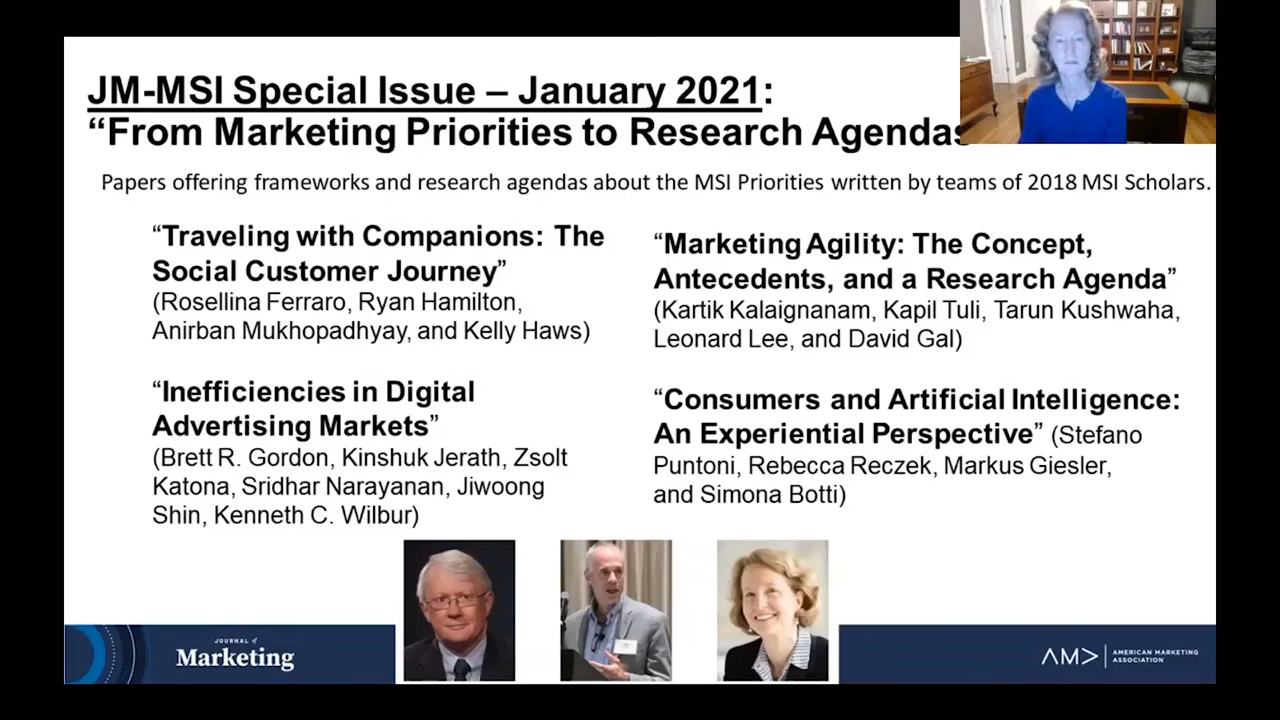 JM-MSI Special Issue – January 2021:
“From Marketing Priorities to Research Agendas
Papers offering frameworks and research agendas about the MSI Priorities written by teams of 2018 MSI Scholars.
“Traveling with Companions: The
Social Customer Journey”
(Rosellina Ferraro, Ryan Hamilton,
Anirban Mukhopadhyay, and Kelly Haws)
“Inefficiencies in Digital
Advertising Markets”
(Brett R. Gordon, Kinshuk Jerath, Zsolt
Katona, Sridhar Narayanan, Jiwoong
Shin, Kenneth C. Wilbur)
“Marketing Agility: The Concept,
Antecedents, and a Research Agenda”
(Kartik Kalaignanam, Kapil Tuli, Tarun Kushwaha,
Leonard Lee, and David Gal)
“Consumers and Artificial Intelligence:
An Experiential Perspective” (Stefano
Puntoni, Rebecca Reczek, Markus Giesler,
and Simona Botti)
JOURNAL of
Marketing
AMA
AMERICAN MARKETING
ASSOCIATION